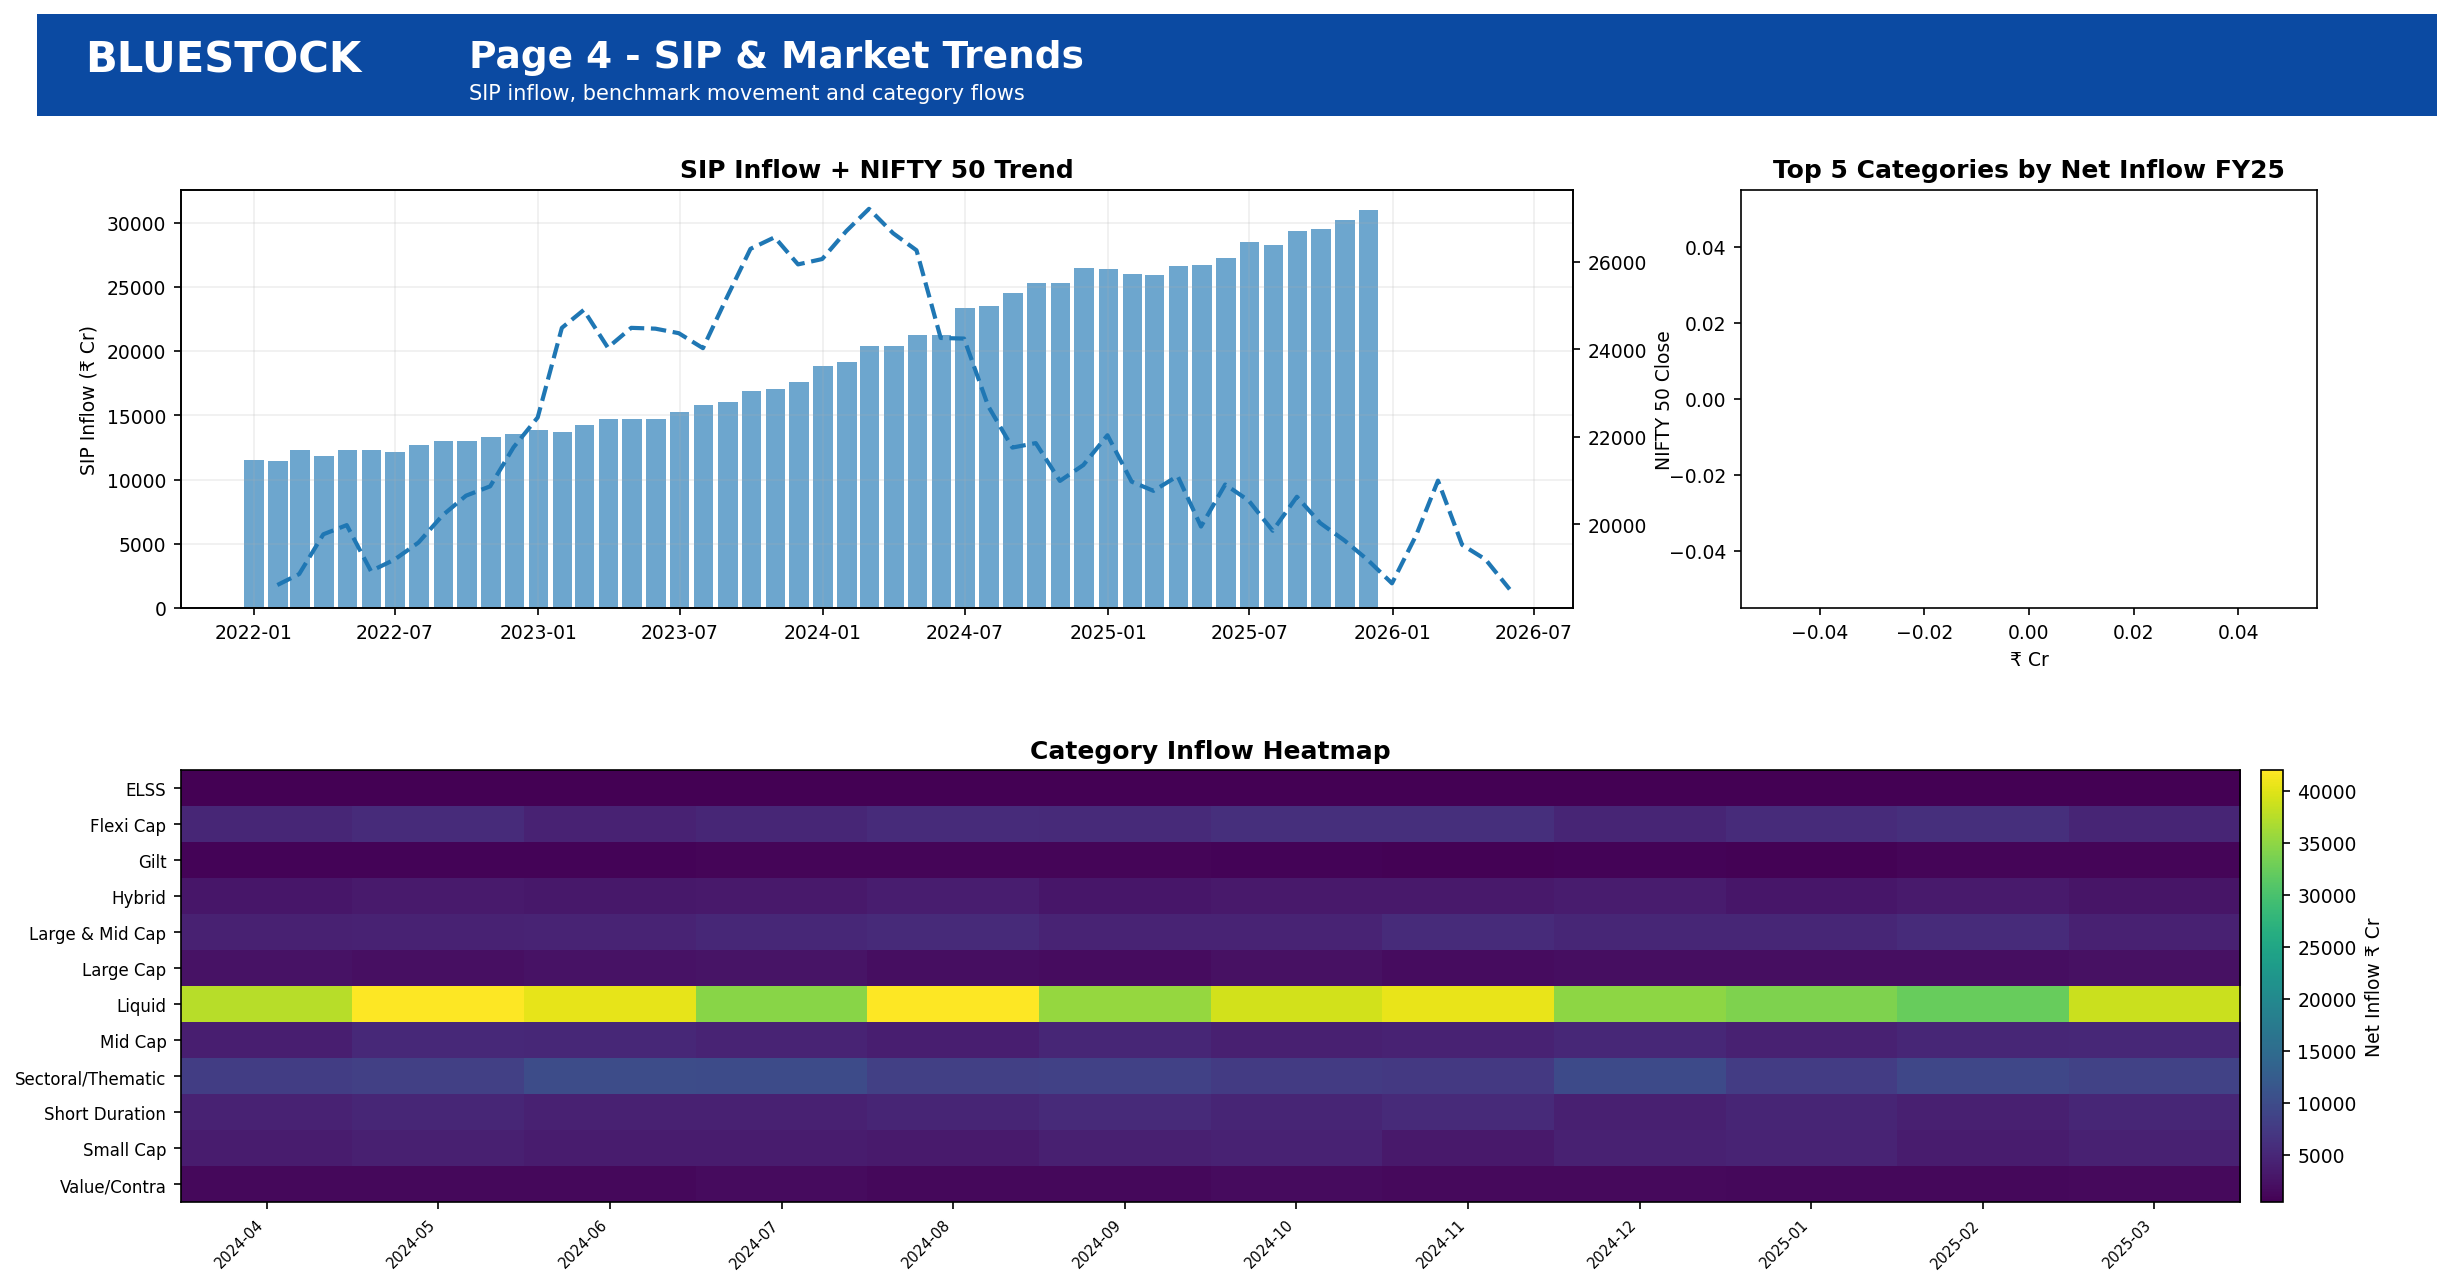 BLUESTOCK
Page 4 - SIP & Market Trends
SIP inflow, benchmark movement and category flows
SIP Inflow + NIFTY 50 Trend
SIP Inflow (₹ Cr)
30000
25000
20000
15000
10000
5000
0
2022-01 2022-07 2023-01 2023-07 2024-01 2024-07 2025-01 2025-07 2026-01 2026-07
26000
24000
22000
20000
NIFTY 50 Close
Top 5 Categories by Net Inflow FY25
0.04
0.02
0.00
−0.02
−0.04
−0.04 −0.02 0.00 0.02 0.04
₹ Cr
Category Inflow Heatmap
ELSS
Flexi Cap
Gilt
Hybrid
Large & Mid Cap
Large Cap
Liquid
Mid Cap
Sectoral/Thematic
Short Duration
Small Cap
Value/Contra
2024-04 2024-05 2024-06 2024-07 2024-08 2024-09 2024-10 2024-11 2024-12 2025-01 2025-02 2025-03
40000
35000
30000
25000
20000
15000
10000
5000
Net Inflow ₹ Cr